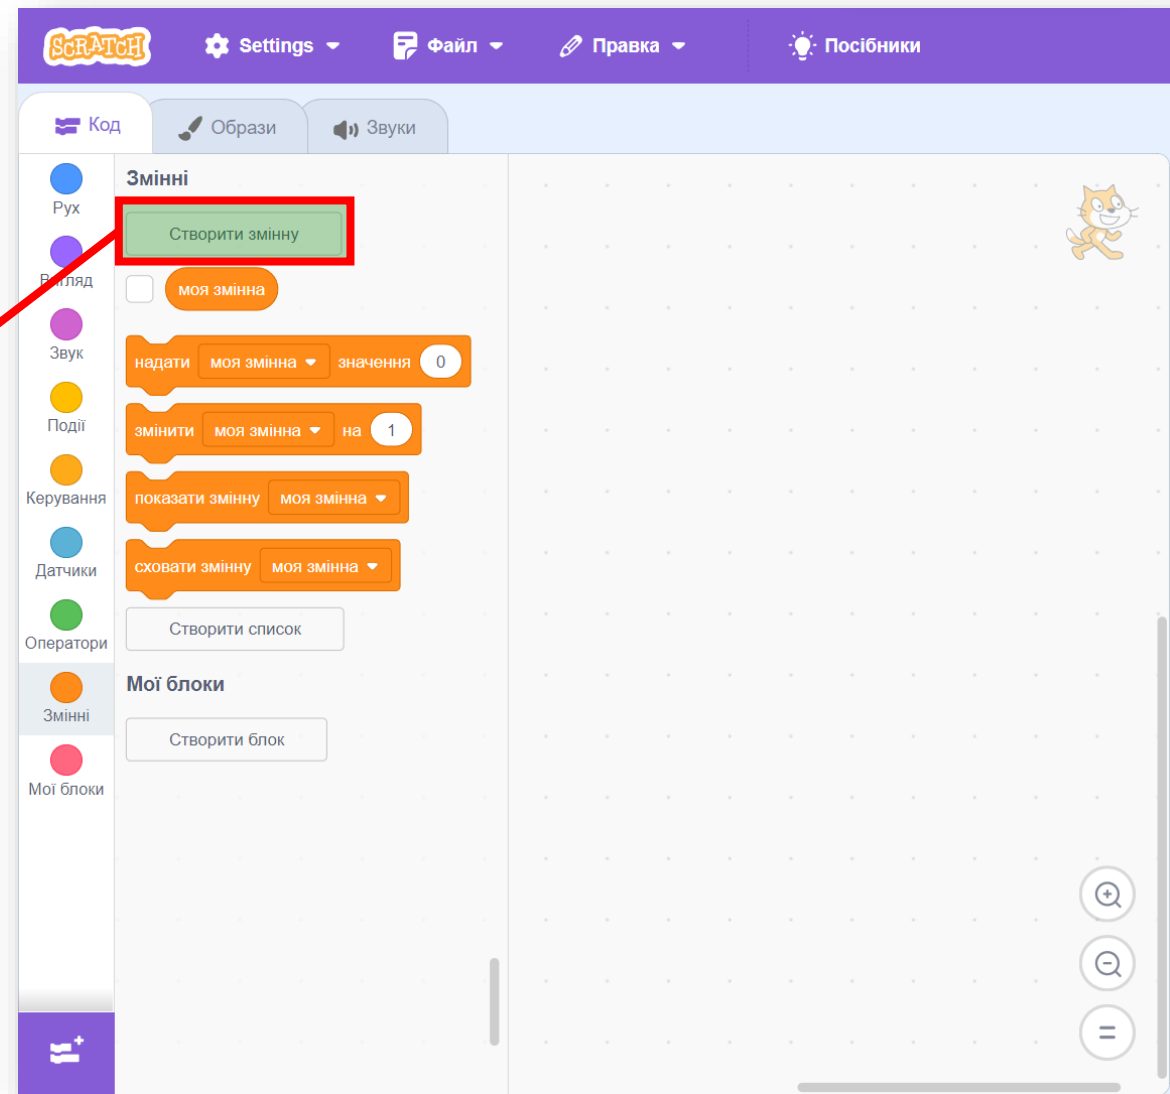 SCRATCH Settings Файл Правка Посібники
Код Образи Звуки
Рух
Вигляд
Звук
Події
Керування
Датчики
Оператори
Змінні
Мої блоки
Змінні
Створити змінну
моя змінна
надати моя змінна значення 0
змінити моя змінна на 1
показати змінну моя змінна
сховати змінну моя змінна
Створити список
Мої блоки
Створити блок